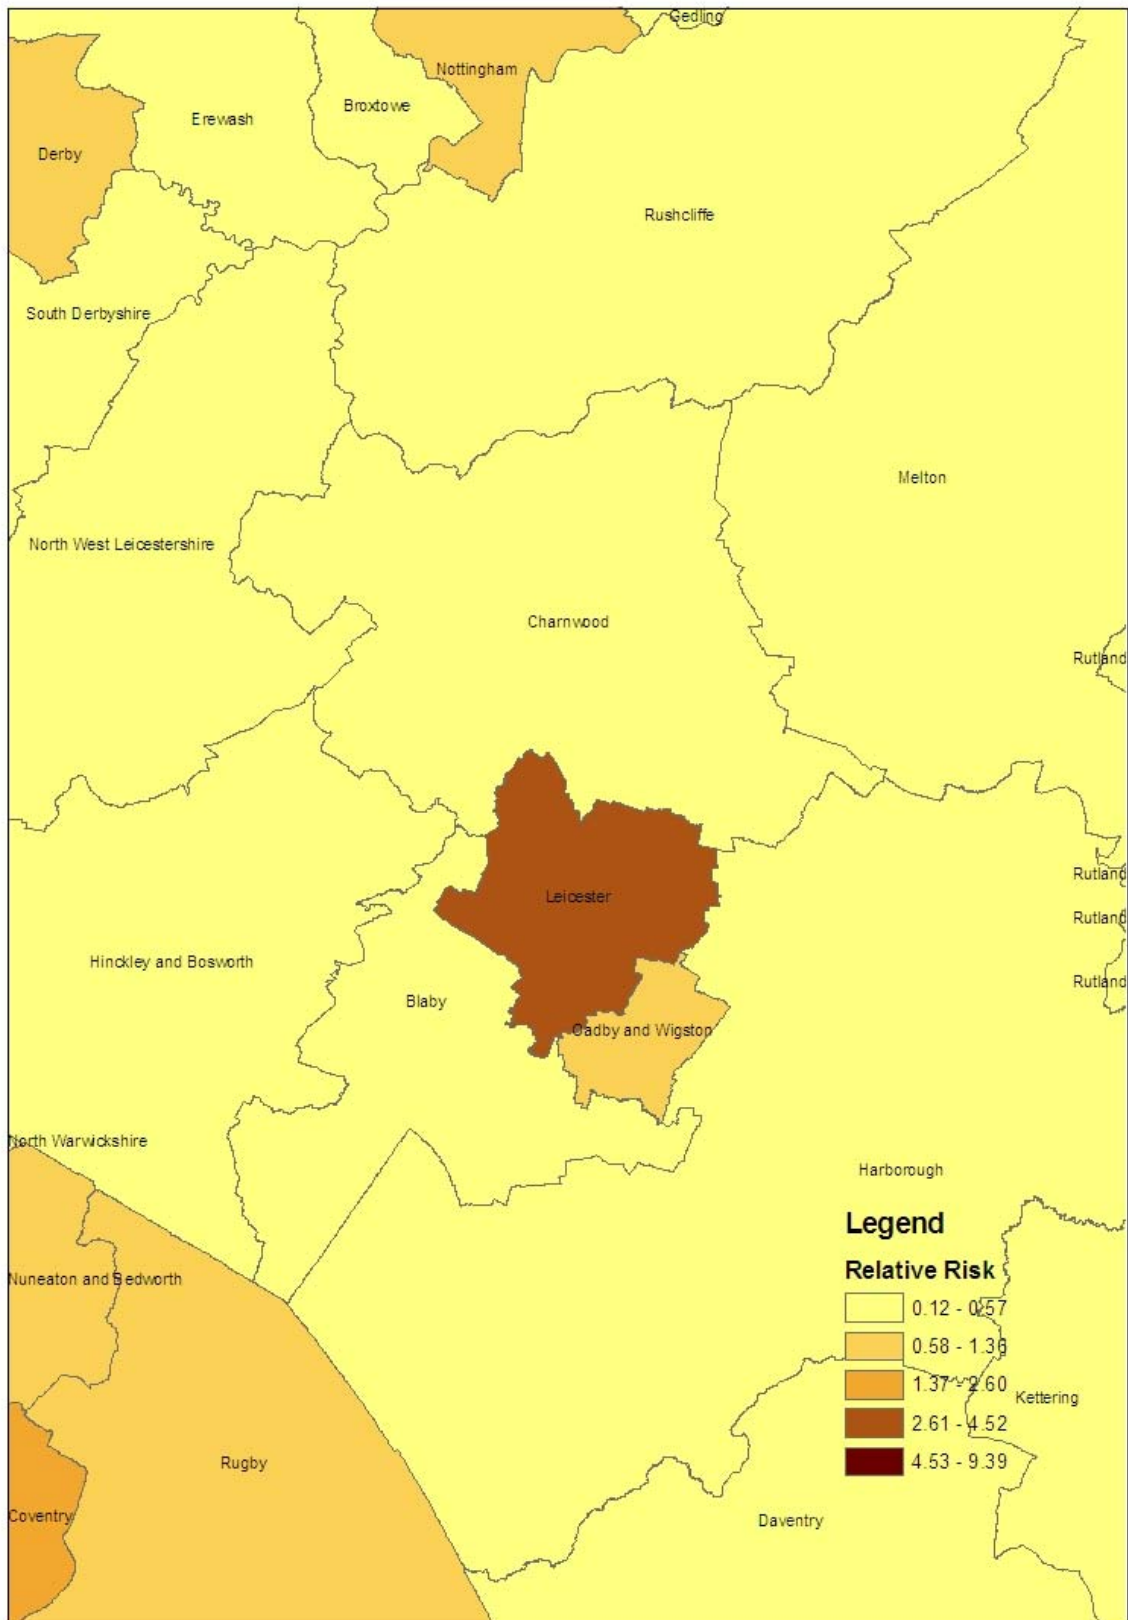 Gedling
Nottingham
Broxtowe
Erewash
Derby
Rushcliffe
South Derbyshire
Melton
North West Leicestershire
Charnwood
Rutland
Rutland
Leicester
Rutland
Hinckley and Bosworth
Rutland
Blaby
Oadby and Wigston
North Warwickshire
Harborough
Legend
Relative Risk
Nuneaton and Bedworth
0.12 - 0.57
0.58 - 1.36
1.37 - 2.60
Kettering
2.61 - 4.52
4.53 - 9.39
Rugby
Coventry
Daventry